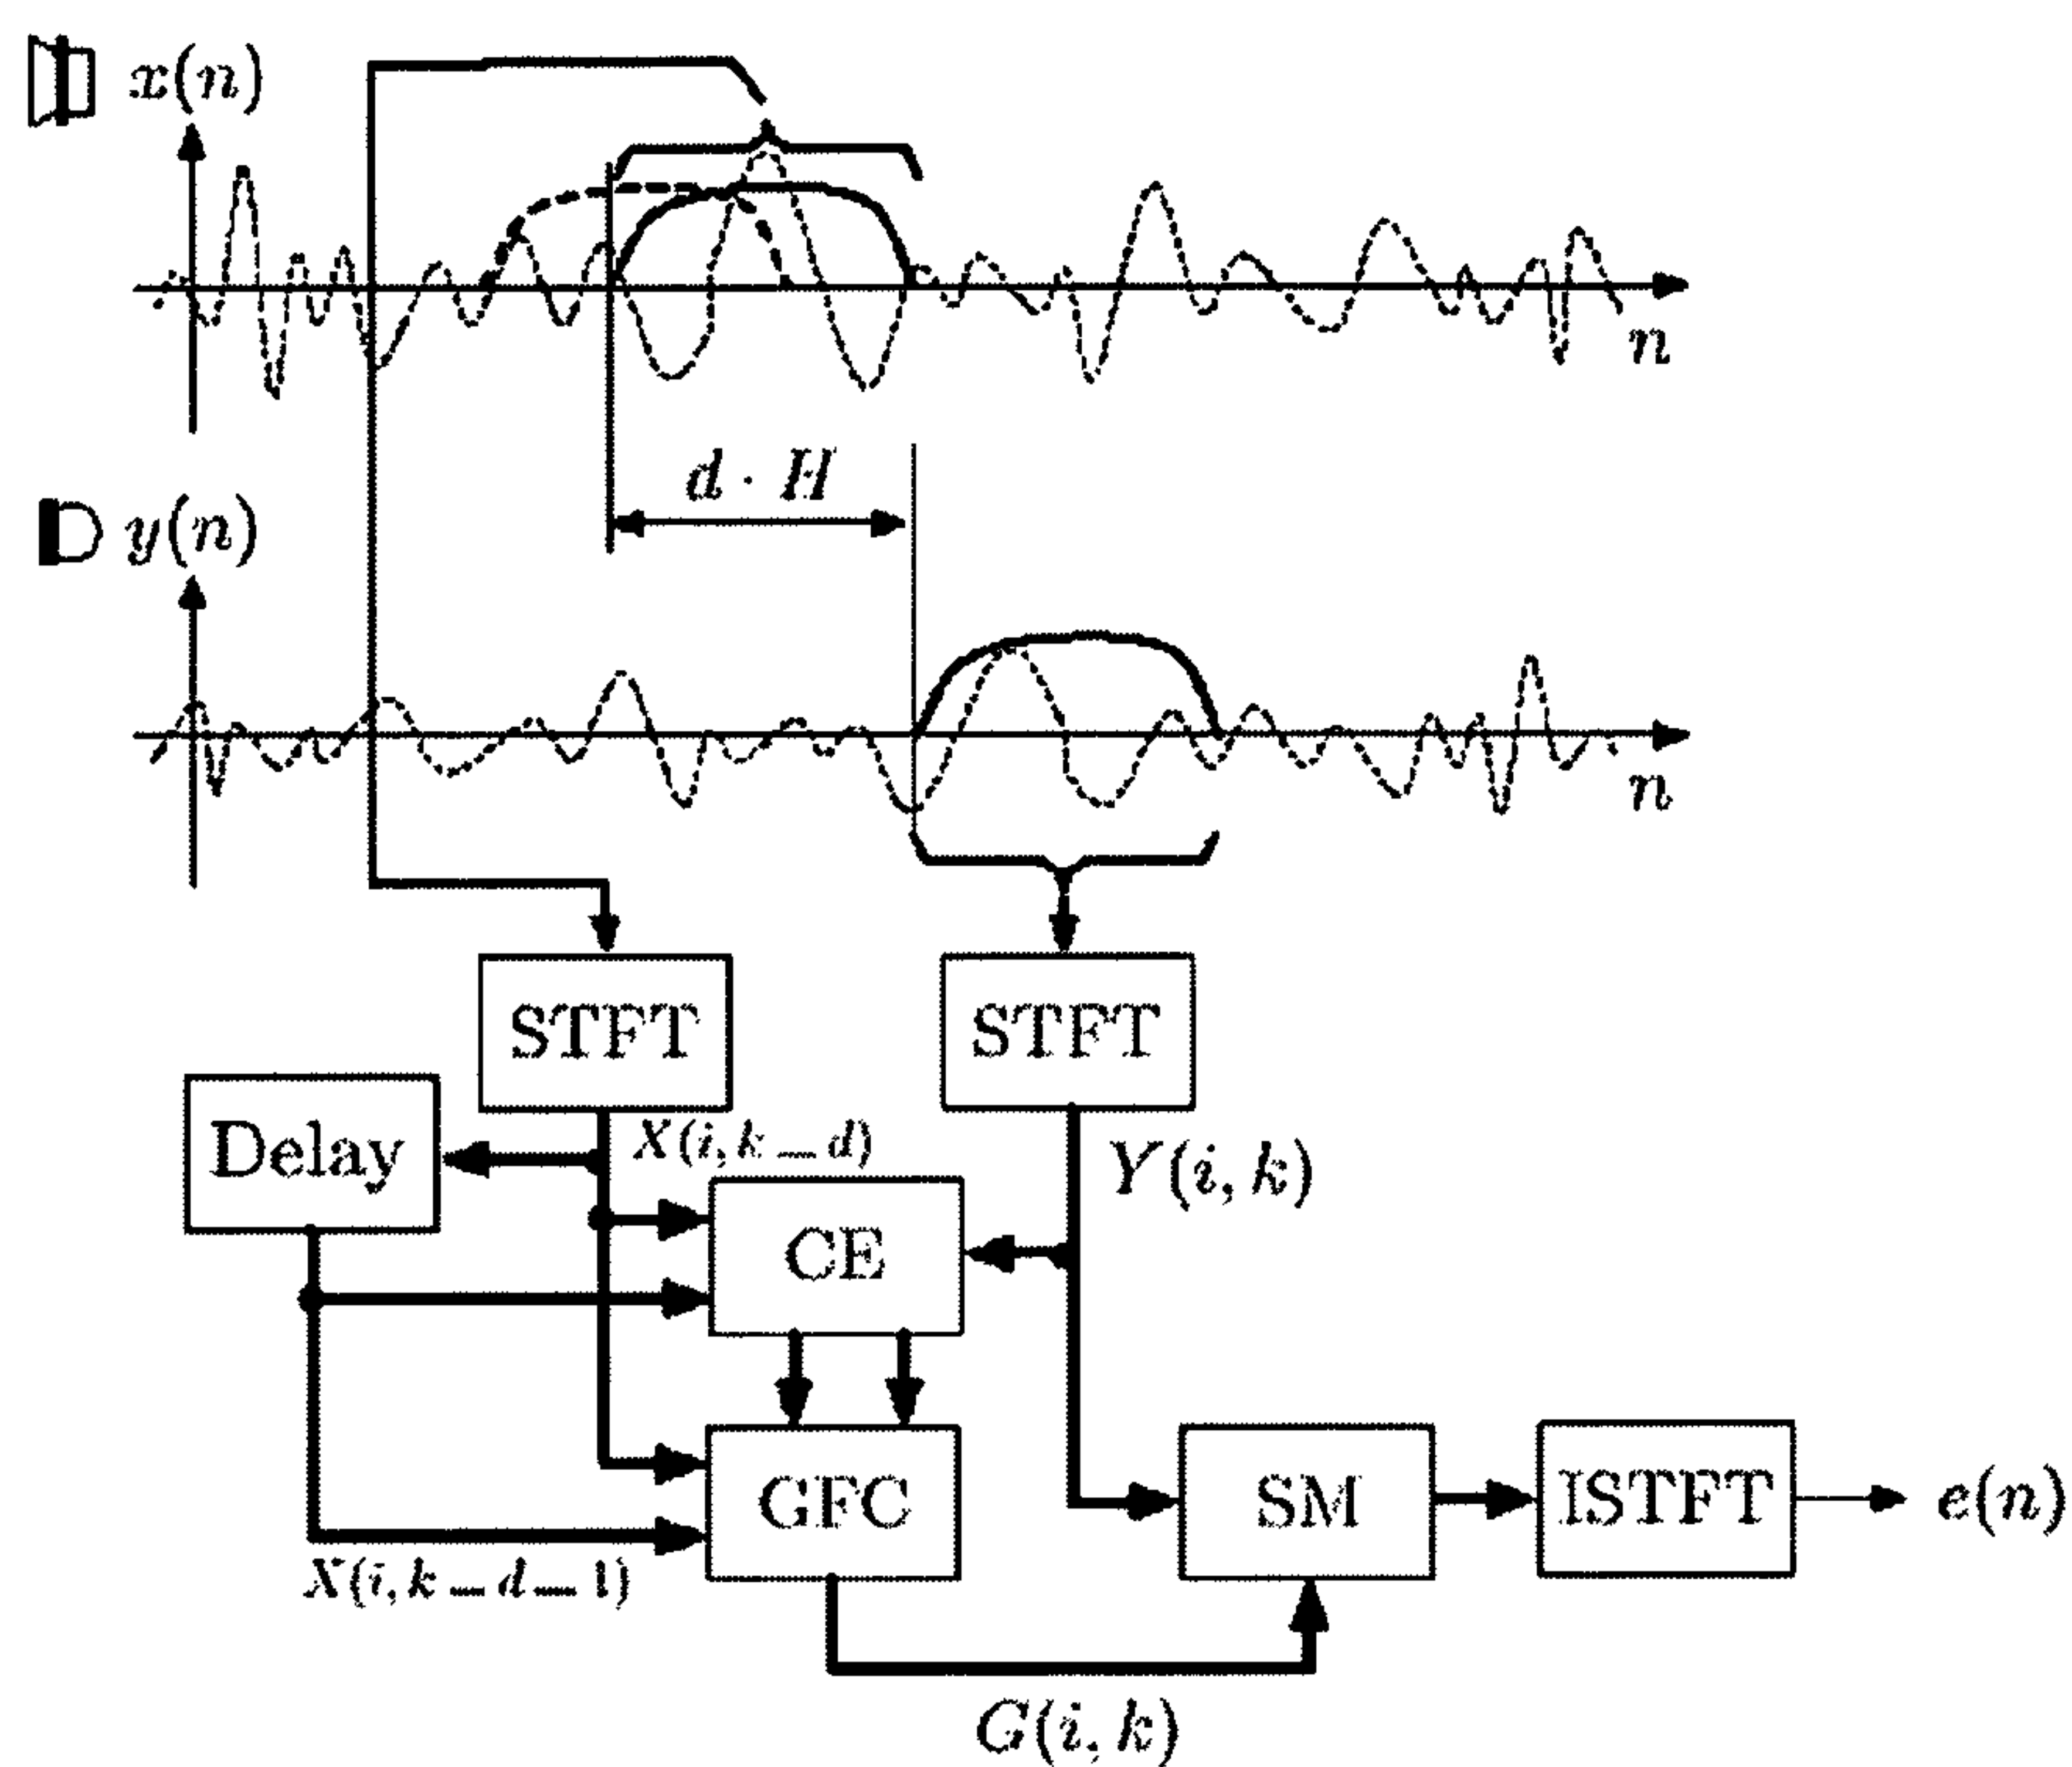 x(n)
n
d · H
y(n)
n
STFT
STFT
Delay
X(i, k – d)
Y(i, k)
CE
GFC
SM
ISTFT
e(n)
X(i, k – d – 1)
G(i, k)